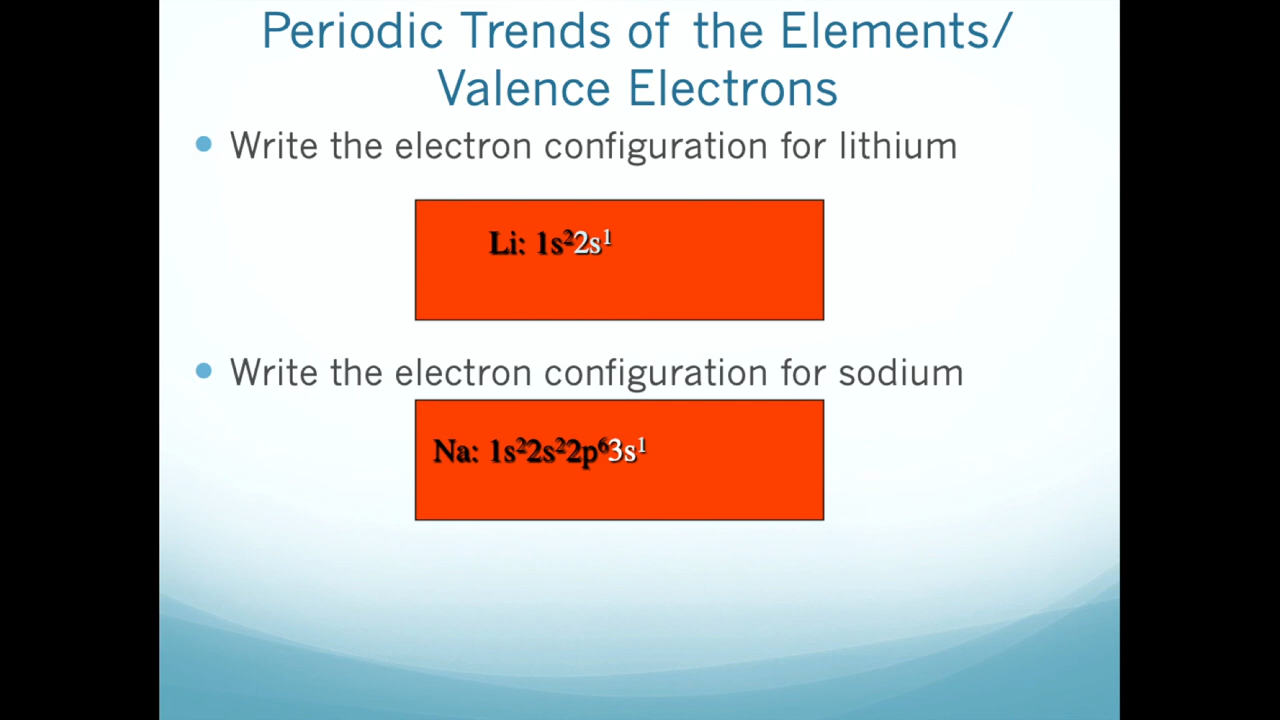 Periodic Trends of the Elements/
Valence Electrons
• Write the electron configuration for lithium
Li: 1s²2s¹
• Write the electron configuration for sodium
Na: 1s²2s²2p⁶3s¹